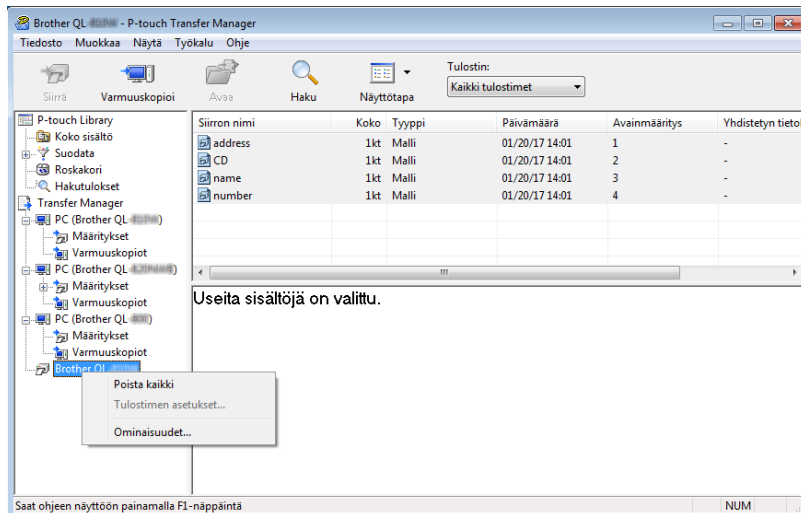 Brother QL - P-touch Transfer Manager
Tiedosto Muokkaa Näytä Työkalu Ohje
Siirrä Varmuuskopioi Avaa Haku Näyttötapa
Tulostin:
Kaikki tulostimet
P-touch Library
Koko sisältö
Suodata
Roskakori
Hakutulokset
Transfer Manager
PC (Brother QL )
Määritykset
Varmuuskopiot
PC (Brother QL )
Määritykset
Varmuuskopiot
PC (Brother QL )
Määritykset
Varmuuskopiot
Brother QL
Siirron nimi Koko Tyyppi Päivämäärä Avainmääritys Yhdistetyn tietol
address 1kt Malli 01/20/17 14:01 1 -
CD 1kt Malli 01/20/17 14:01 2 -
name 1kt Malli 01/20/17 14:01 3 -
number 1kt Malli 01/20/17 14:01 4 -
Useita sisältöjä on valittu.
Poista kaikki
Tulostimen asetukset...
Ominaisuudet...
Saat ohjeen näyttöön painamalla F1-näppäintä
NUM